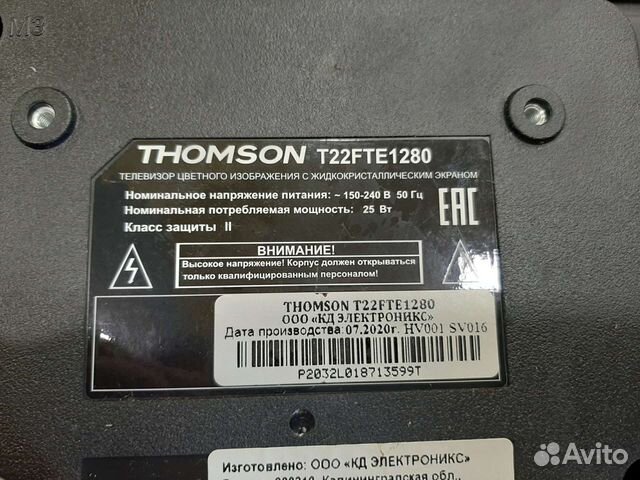 M3
THOMSON T22FTE1280
ТЕЛЕВИЗОР ЦВЕТНОГО ИЗОБРАЖЕНИЯ С ЖИДКОКРИСТАЛЛИЧЕСКИМ ЭКРАНОМ
Номинальное напряжение питания: ~ 150-240 В 50 Гц
Номинальная потребляемая мощность: 25 Вт
Класс защиты II
EAC
ВНИМАНИЕ!
Высокое напряжение! Корпус должен открываться
только квалифицированным персоналом!
THOMSON T22FTE1280
ООО «КД ЭЛЕКТРОНИКС»
Дата производства:07.2020г. HV001 SV016
P2032L018713599T
Изготовлено: ООО «КД ЭЛЕКТРОНИКС»
Калининградская обл.,
Avito